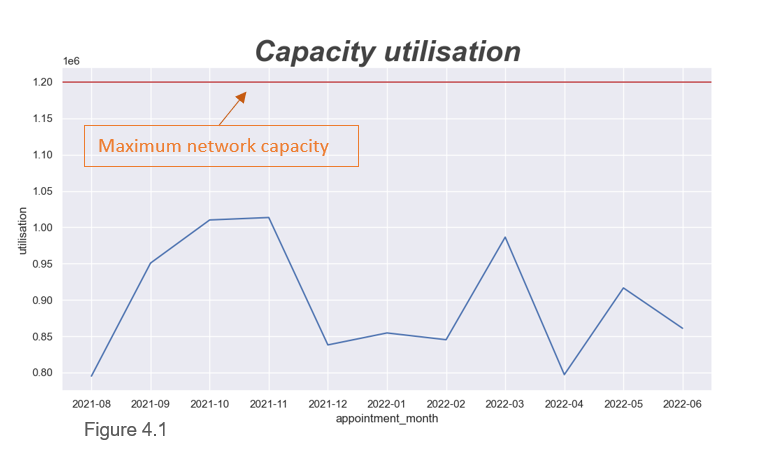 Capacity utilisation
1e6
1.20
1.15
Maximum network capacity
1.10
1.05
1.00
0.95
0.90
0.85
0.80
utilisation
2021-08 2021-09 2021-10 2021-11 2021-12 2022-01 2022-02 2022-03 2022-04 2022-05 2022-06
appointment_month
Figure 4.1